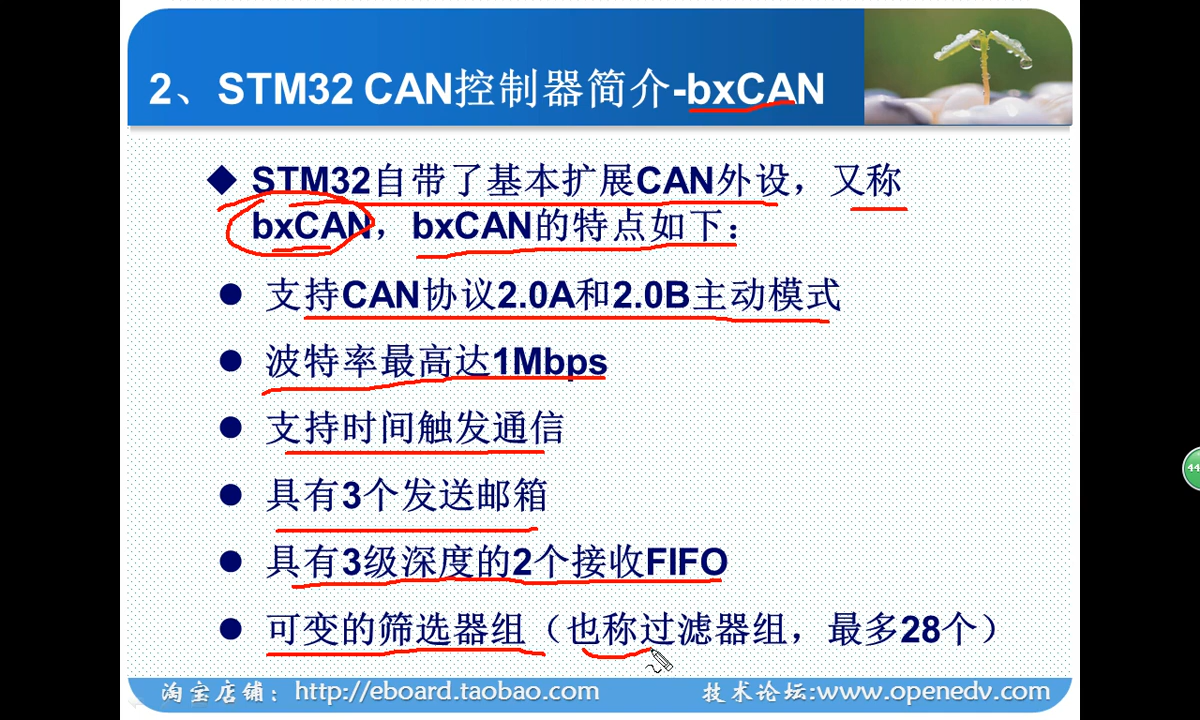 2、STM32 CAN控制器简介-bxCAN
◆ STM32自带了基本扩展CAN外设，又称
bxCAN，bxCAN的特点如下：
● 支持CAN协议2.0A和2.0B主动模式
● 波特率最高达1Mbps
● 支持时间触发通信
● 具有3个发送邮箱
● 具有3级深度的2个接收FIFO
● 可变的筛选器组（也称过滤器组，最多28个）
44
淘宝店铺：http://eboard.taobao.com 技术论坛:www.openedv.com